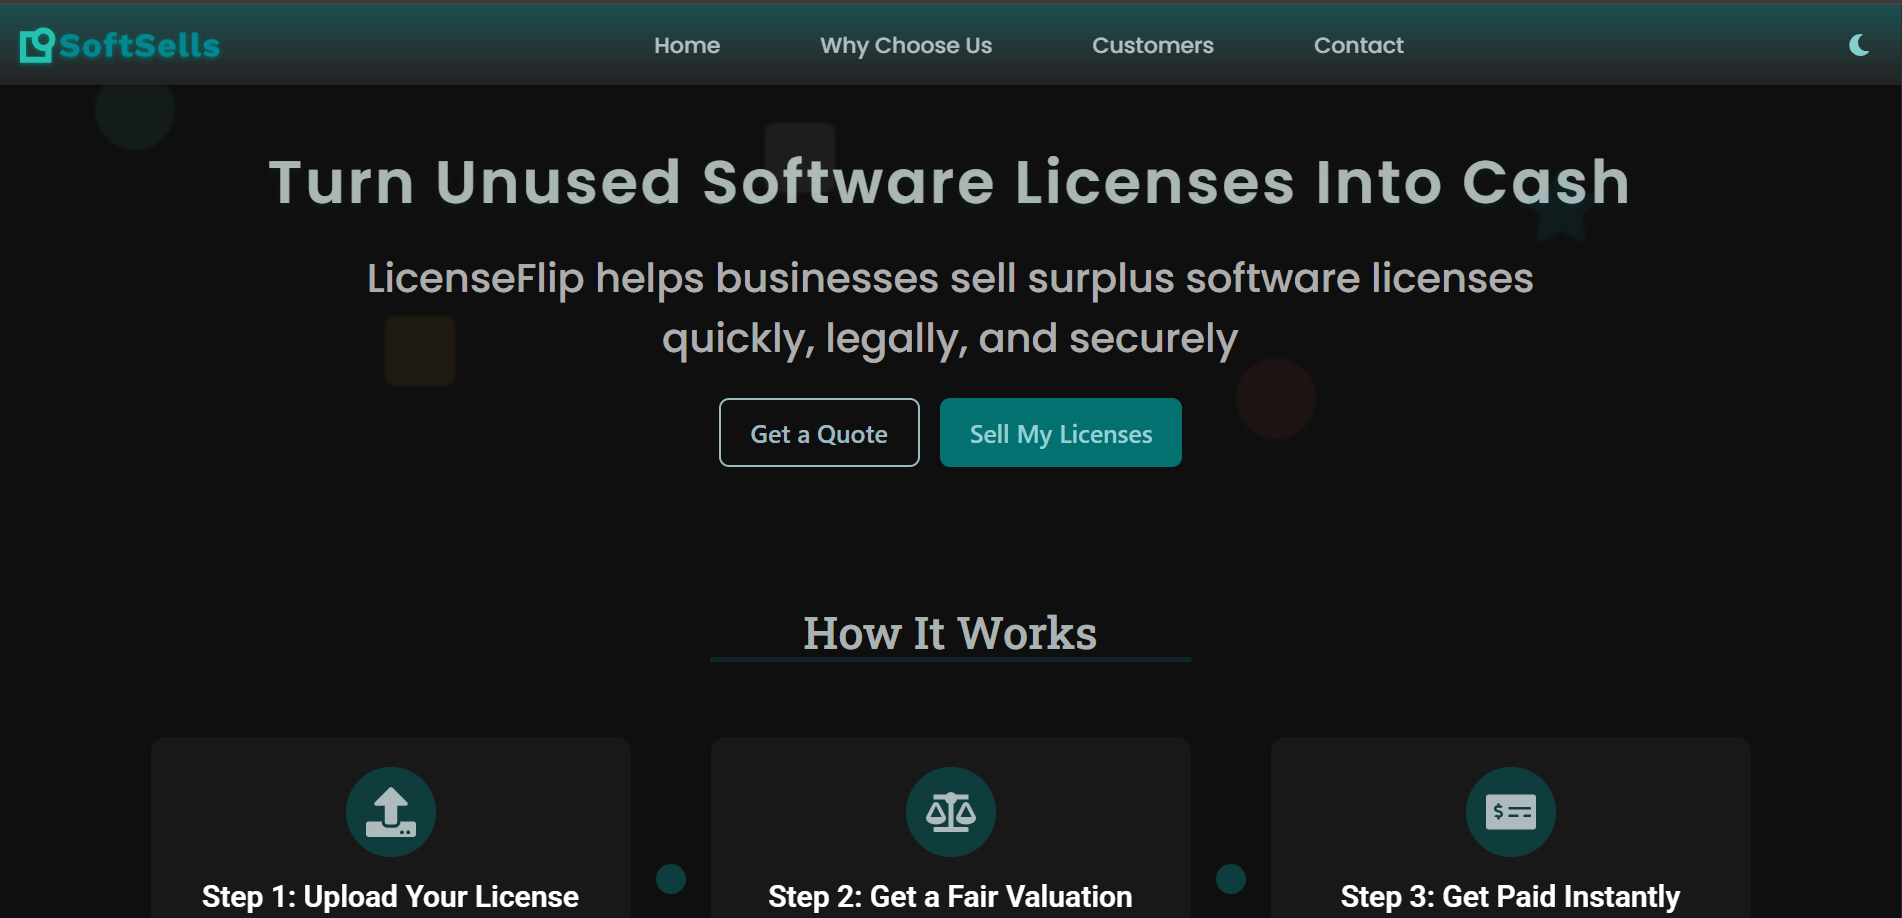 SoftSells
Home
Why Choose Us
Customers
Contact
Turn Unused Software Licenses Into Cash
LicenseFlip helps businesses sell surplus software licenses
quickly, legally, and securely
Get a Quote
Sell My Licenses
How It Works
$
Step 1: Upload Your License
Step 2: Get a Fair Valuation
Step 3: Get Paid Instantly